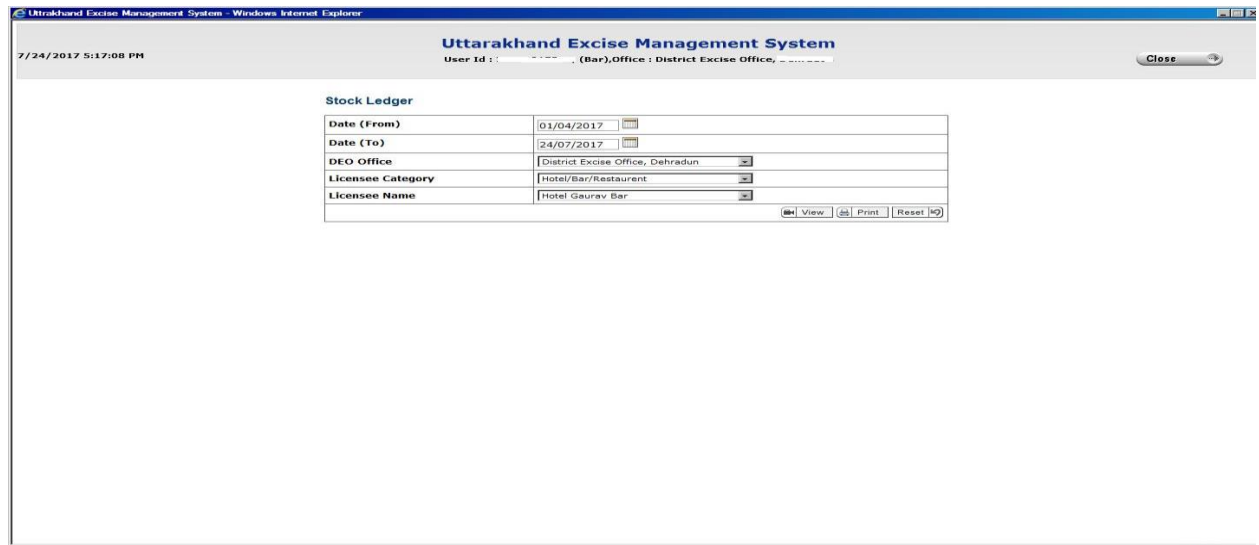 Uttrakhand Excise Management System - Windows Internet Explorer
7/24/2017 5:17:08 PM
Uttarakhand Excise Management System
User Id : (Bar),Office : District Excise Office,
Close
Stock Ledger
Date (From) 01/04/2017
Date (To) 24/07/2017
DEO Office District Excise Office, Dehradun
Licensee Category Hotel/Bar/Restaurent
Licensee Name Hotel Gaurav Bar
View Print Reset